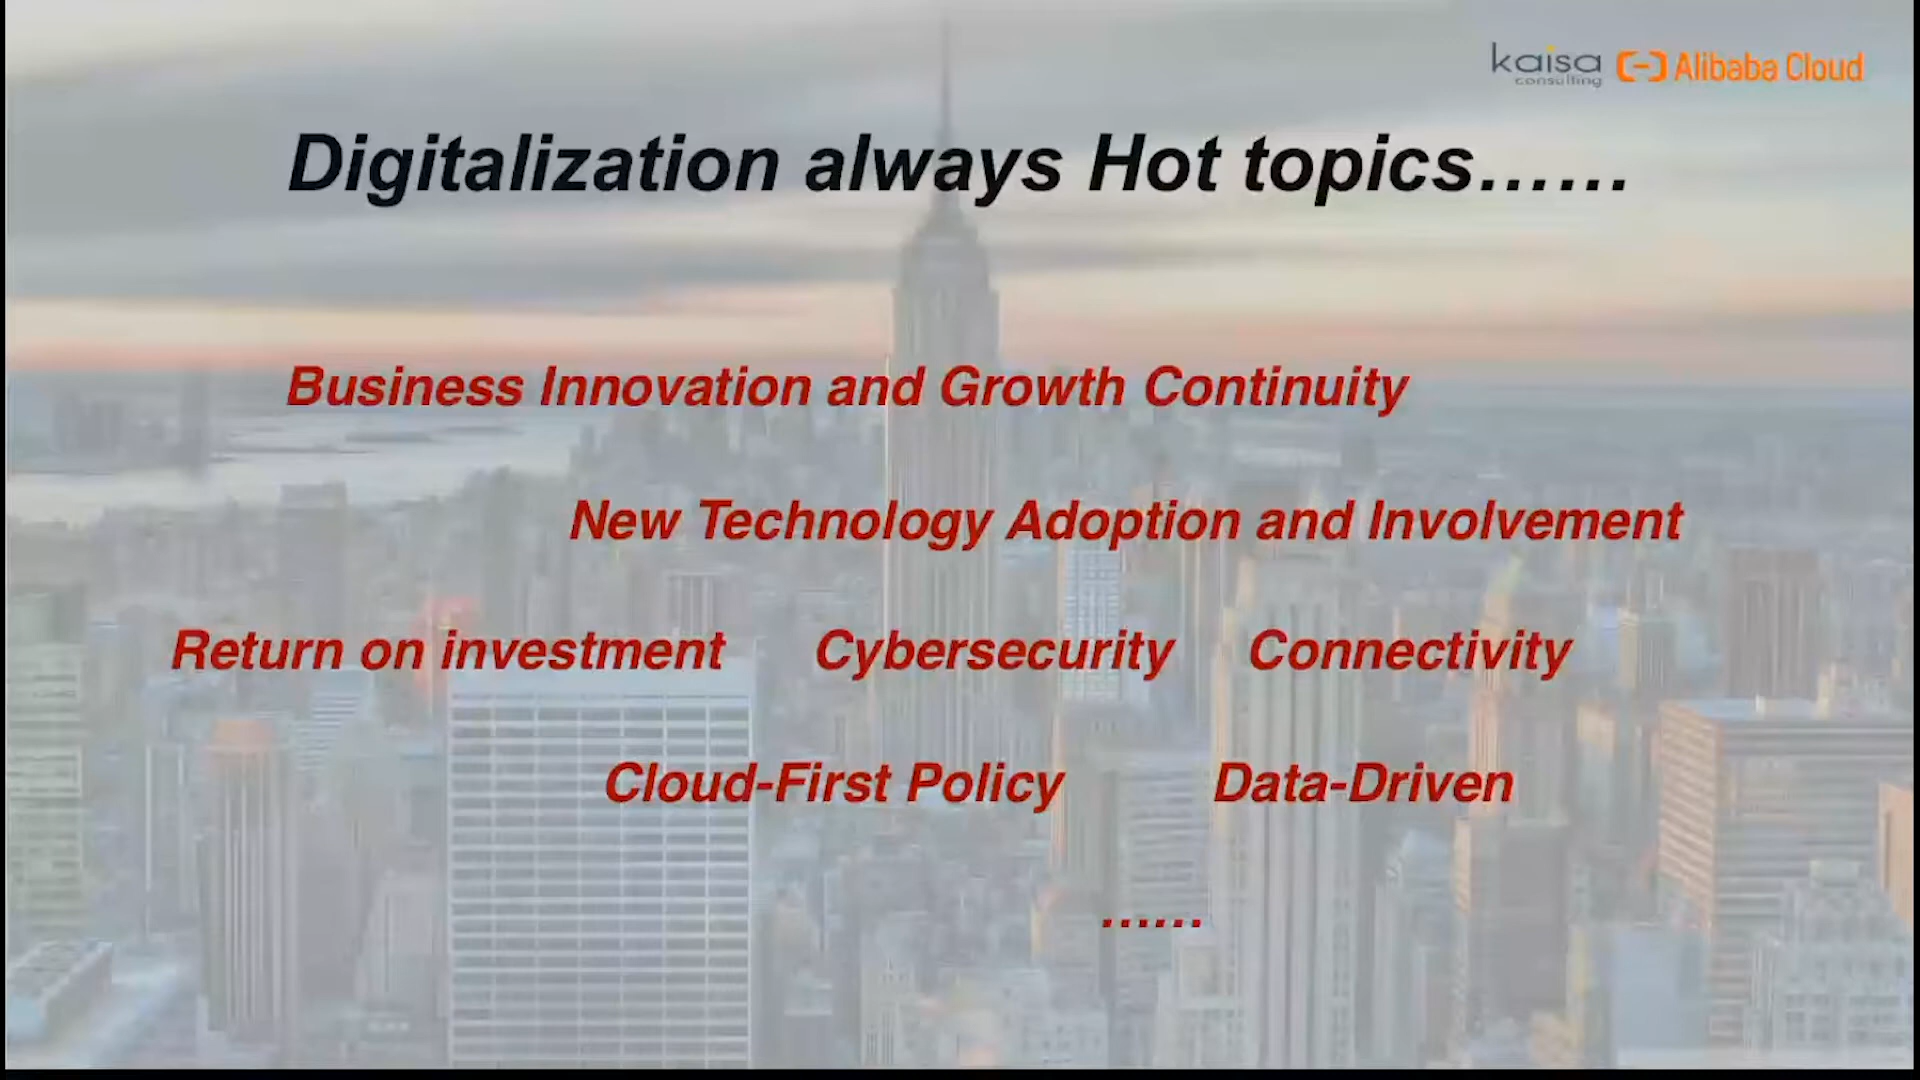 kaisa
consulting
Alibaba Cloud
Digitalization always Hot topics……
Business Innovation and Growth Continuity
New Technology Adoption and Involvement
Return on investment Cybersecurity Connectivity
Cloud-First Policy Data-Driven
……